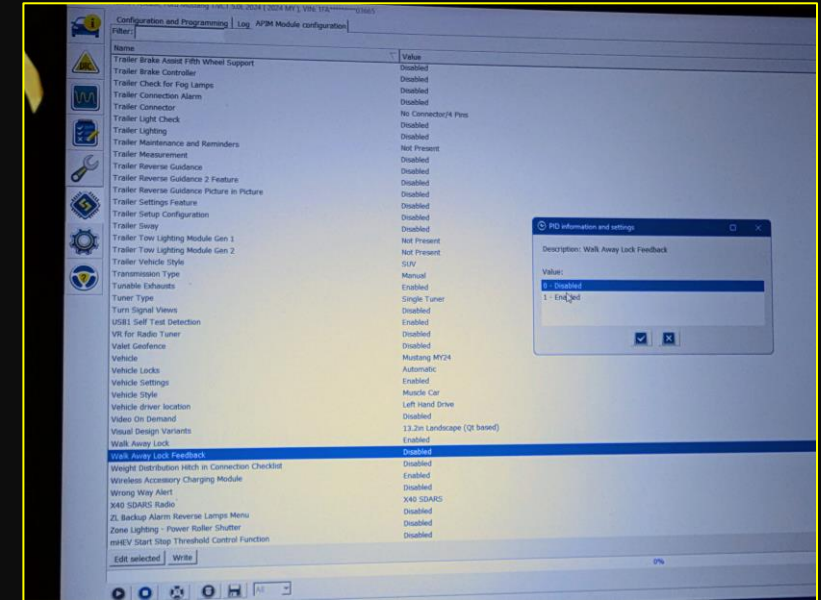 Configuration and Programming Log APIM Module configuration
Filter:
Name Value
Trailer Brake Assist Fifth Wheel Support Disabled
Trailer Brake Controller Disabled
Trailer Check for Fog Lamps Disabled
Trailer Connection Alarm Disabled
Trailer Connector No Connector/4 Pins
Trailer Light Check Disabled
Trailer Lighting Disabled
Trailer Maintenance and Reminders Not Present
Trailer Measurement Disabled
Trailer Reverse Guidance Disabled
Trailer Reverse Guidance 2 Feature Disabled
Trailer Reverse Guidance Picture in Picture Disabled
Trailer Settings Feature Disabled
Trailer Setup Configuration Disabled
Trailer Sway Disabled
Trailer Tow Lighting Module Gen 1 Not Present
Trailer Tow Lighting Module Gen 2 Not Present
Trailer Vehicle Style SUV
Transmission Type Manual
Tunable Exhausts Enabled
Tuner Type Single Tuner
Turn Signal Views Disabled
USB1 Self Test Detection Enabled
VR for Radio Tuner Disabled
Valet Geofence Disabled
Vehicle Mustang MY24
Vehicle Locks Automatic
Vehicle Settings Enabled
Vehicle Style Muscle Car
Vehicle driver location Left Hand Drive
Video On Demand Disabled
Visual Design Variants 13.2in Landscape (Qt based)
Walk Away Lock Enabled
Walk Away Lock Feedback Disabled
Weight Distribution Hitch in Connection Checklist Disabled
Wireless Accessory Charging Module Enabled
Wrong Way Alert Disabled
X40 SDARS Radio X40 SDARS
ZL Backup Alarm Reverse Lamps Menu Disabled
Zone Lighting - Power Roller Shutter Disabled
mHEV Start Stop Threshold Control Function Disabled
Edit selected Write
0%
All
PID information and settings
Description: Walk Away Lock Feedback
Value:
0 - Disabled
1 - Enabled